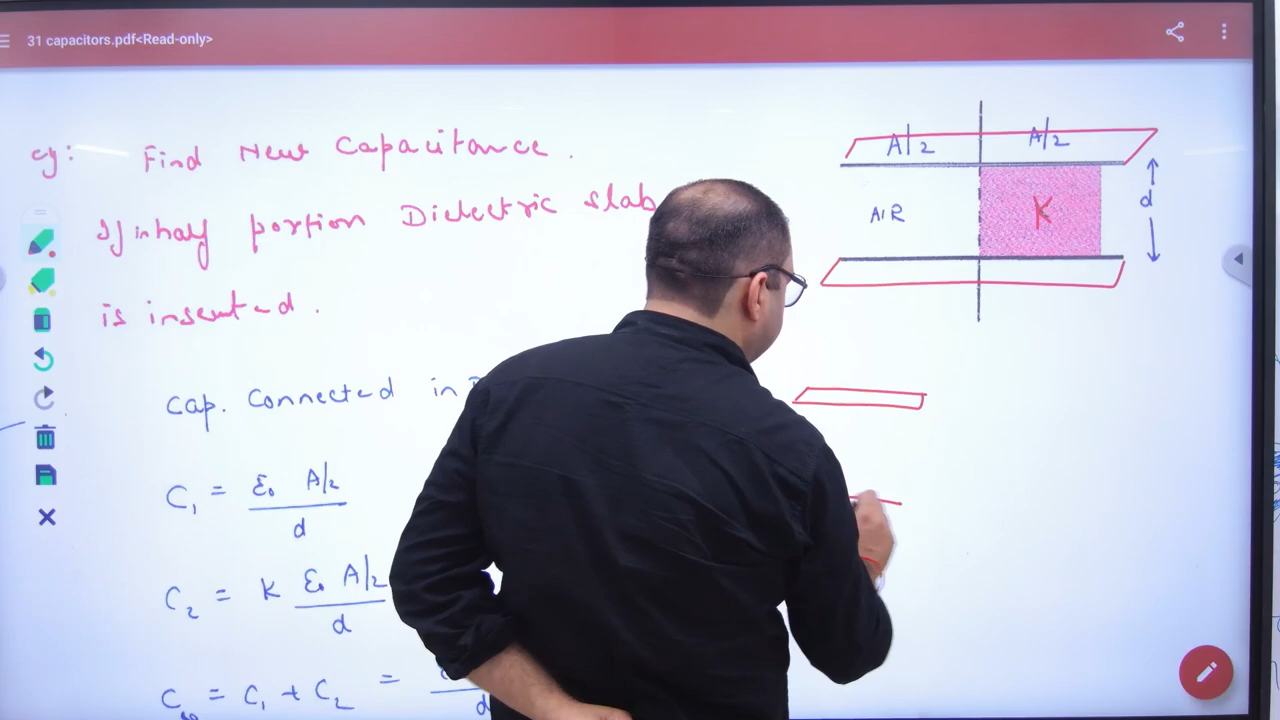 31 capacitors.pdf<Read-only>
eg: Find New Capacitance.
If in half portion Dielectric slab
is inserted.
A/2 A/2
AIR K d
Cap. Connected in
C₁ = ε₀ A/2 / d
C₂ = K ε₀ A/2 / d
= C₁ + C₂ =
d